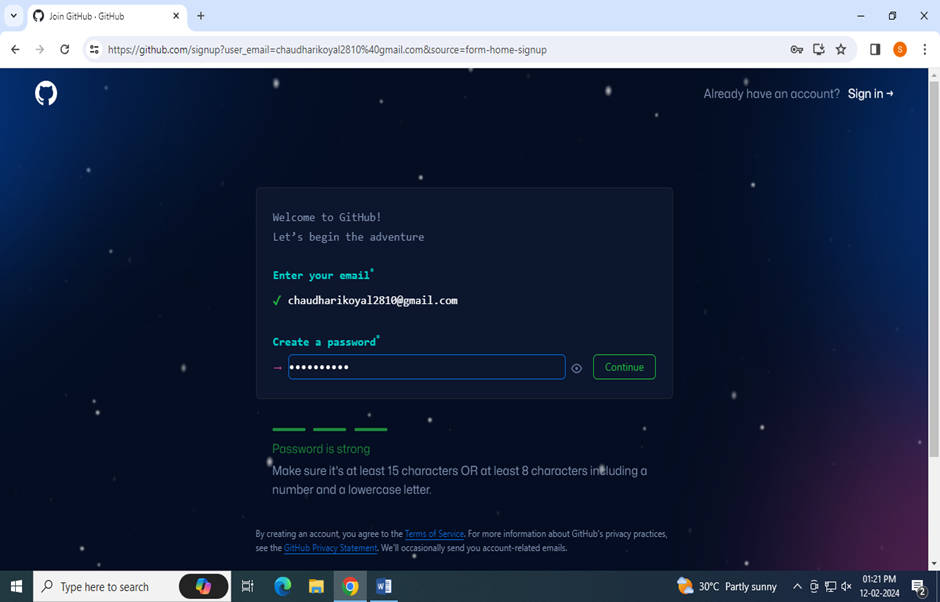 Join GitHub · GitHub
https://github.com/signup?user_email=chaudharikoyal2810%40gmail.com&source=form-home-signup
S
Already have an account? Sign in →
Welcome to GitHub!
Let's begin the adventure
Enter your email*
✓ chaudharikoyal2810@gmail.com
Create a password*
→ ••••••••••
Continue
Password is strong
Make sure it's at least 15 characters OR at least 8 characters including a
number and a lowercase letter.
By creating an account, you agree to the Terms of Service. For more information about GitHub's privacy practices,
see the GitHub Privacy Statement. We'll occasionally send you account-related emails.
Type here to search
30°C Partly sunny
01:21 PM
12-02-2024
2